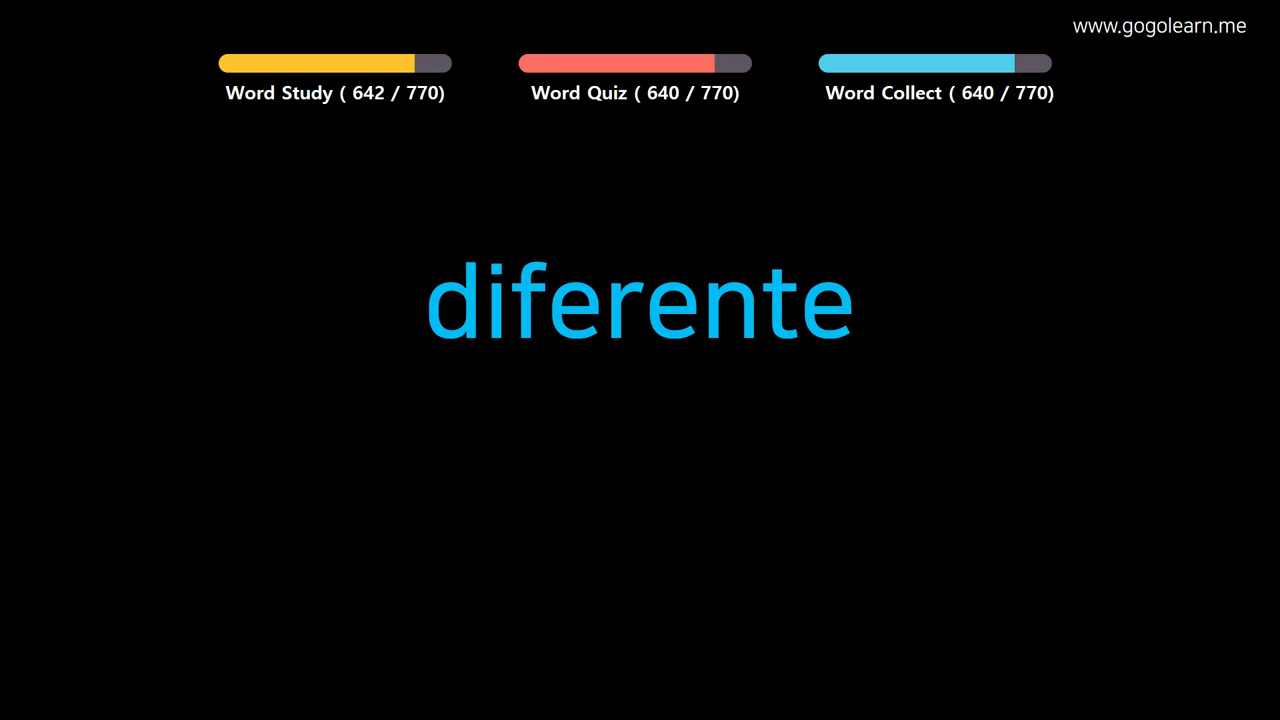 www.gogolearn.me
Word Study ( 642 / 770)
Word Quiz ( 640 / 770)
Word Collect ( 640 / 770)
diferente